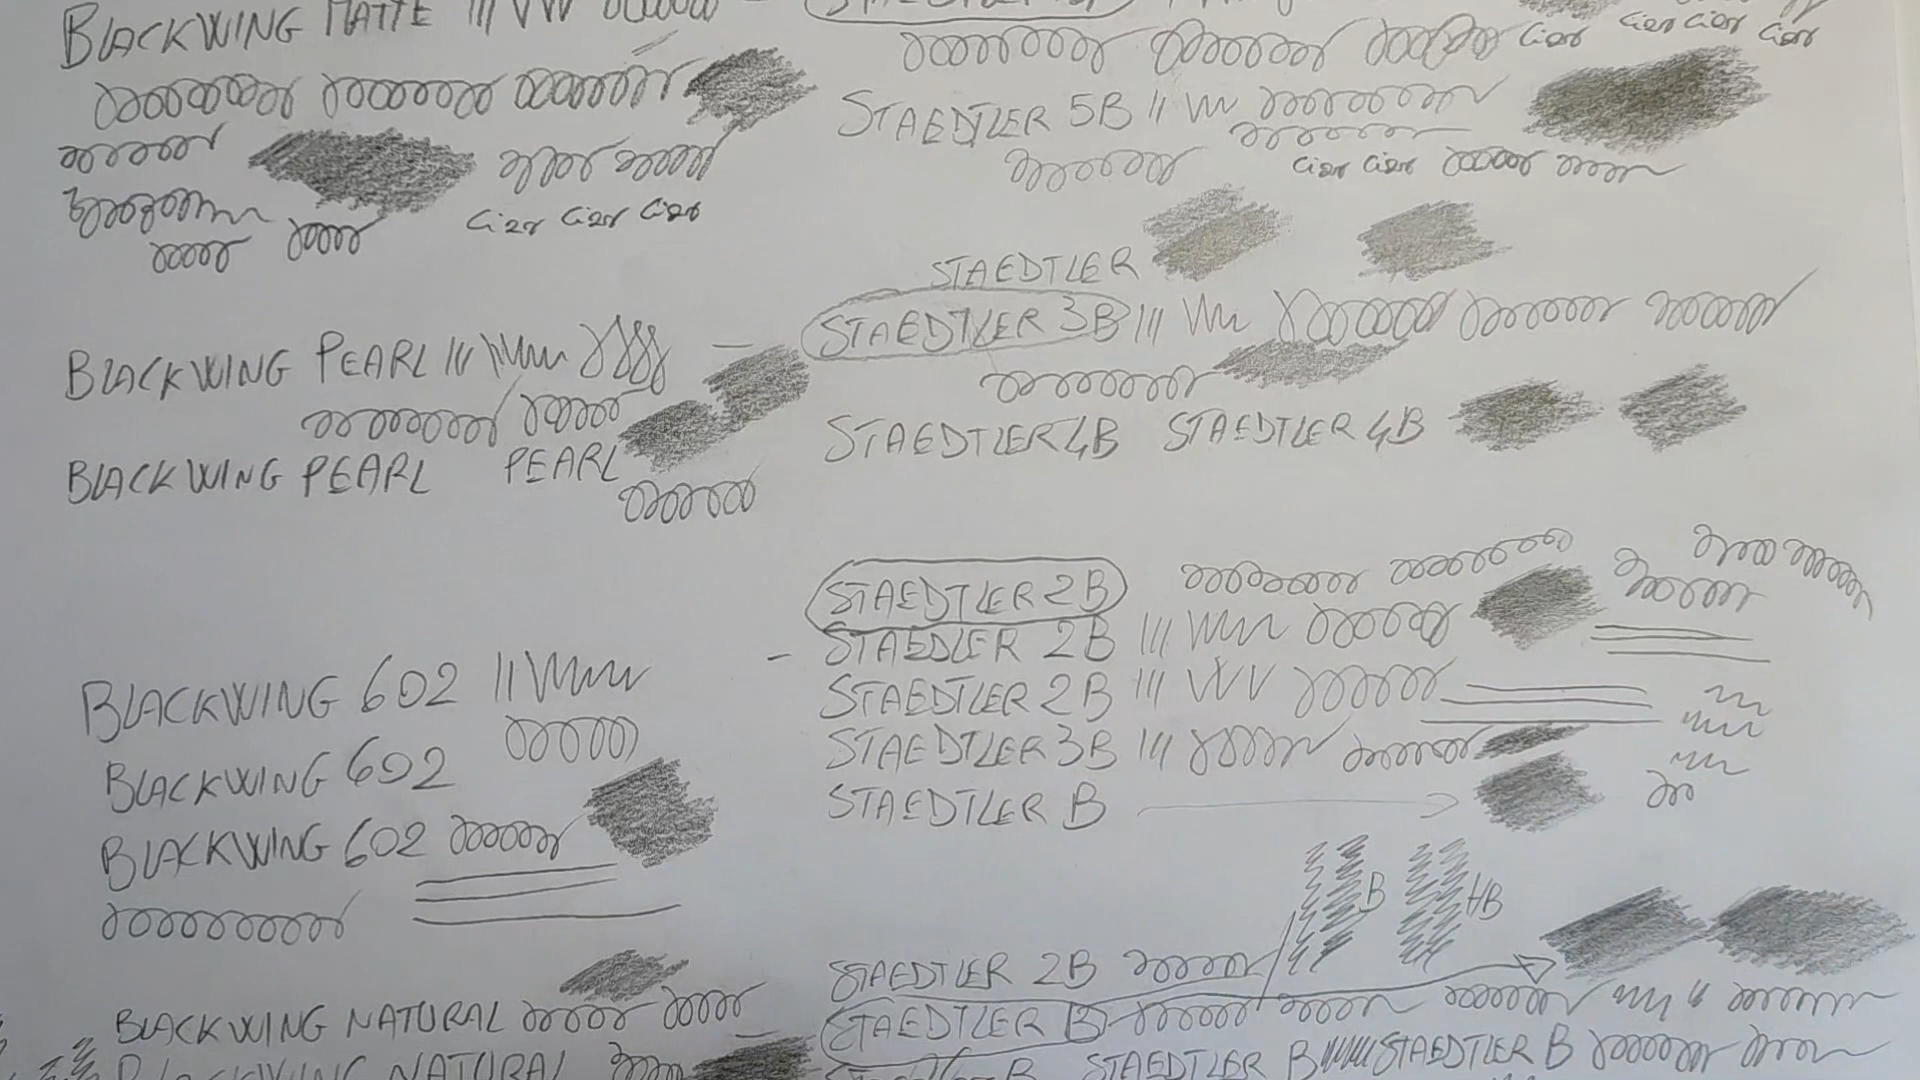 BLACKWING MATTE
BLACKWING PEARL
BLACKWING PEARL PEARL
BLACKWING 602
BLACKWING 602
BLACKWING 602
BLACKWING NATURAL
BLACKWING NATURAL
STAEDTLER 5B
STAEDTLER
STAEDTLER 3B
STAEDTLER 4B STAEDTLER 4B
STAEDTLER 2B
STAEDLER 2B
STAEDTLER 2B
STAEDTLER 3B
STAEDTLER B
B HB
STAEDTLER 2B
STAEDTLER B
B STAEDTLER B STAEDTLER B